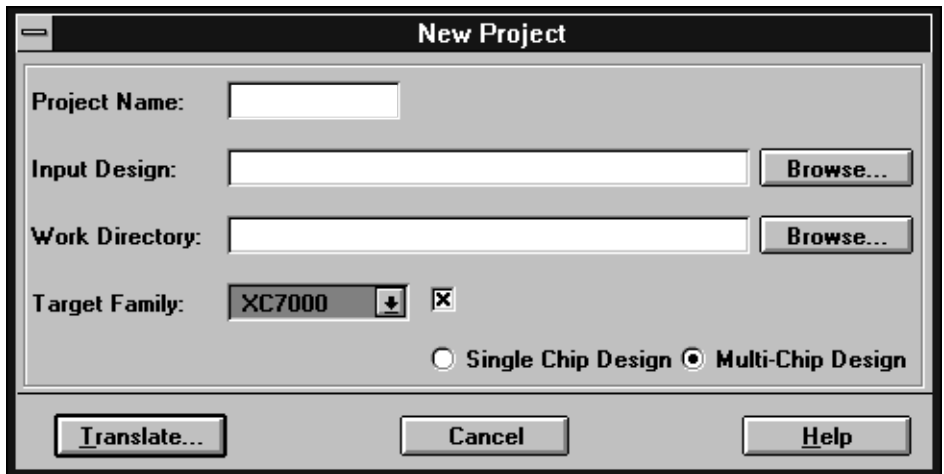 New Project
Project Name:
Input Design:
Browse...
Work Directory:
Browse...
Target Family:
XC7000
Single Chip Design
Multi-Chip Design
Translate...
Cancel
Help